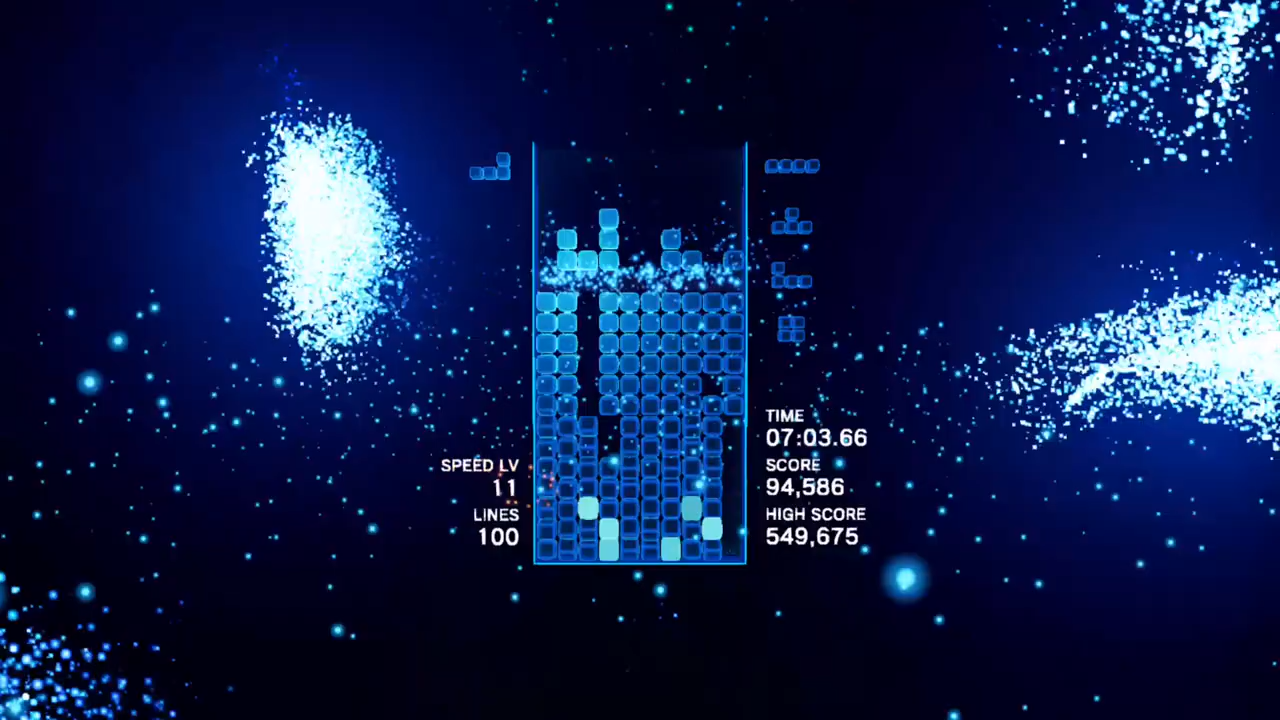 SPEED LV
11
LINES
100
TIME
07:03.66
SCORE
94,586
HIGH SCORE
549,675